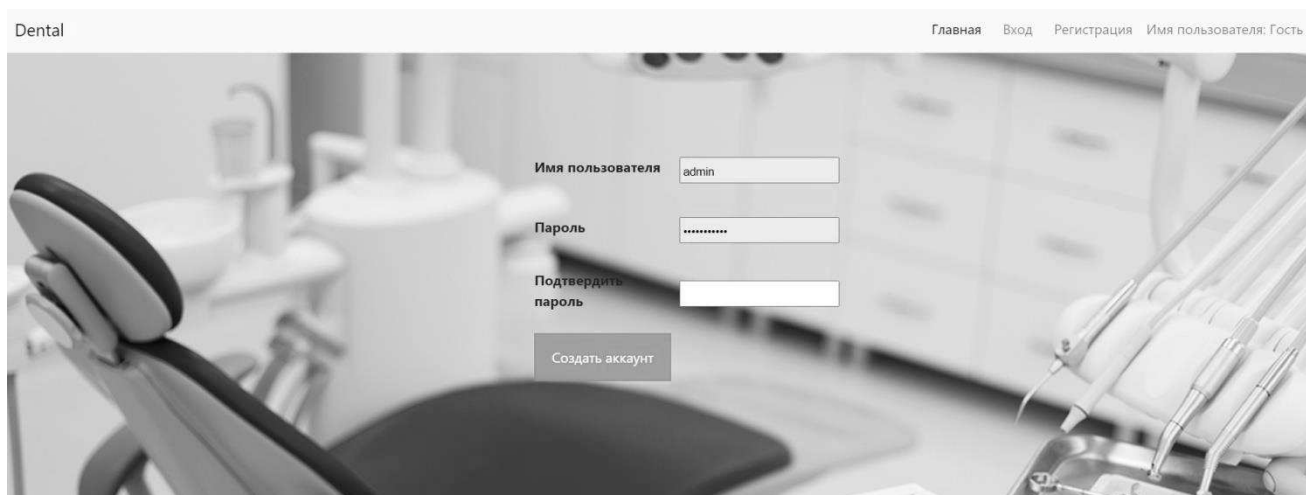 Dental
Главная Вход Регистрация Имя пользователя: Гость
Имя пользователя admin
Пароль •••••••••••
Подтвердить
пароль
Создать аккаунт